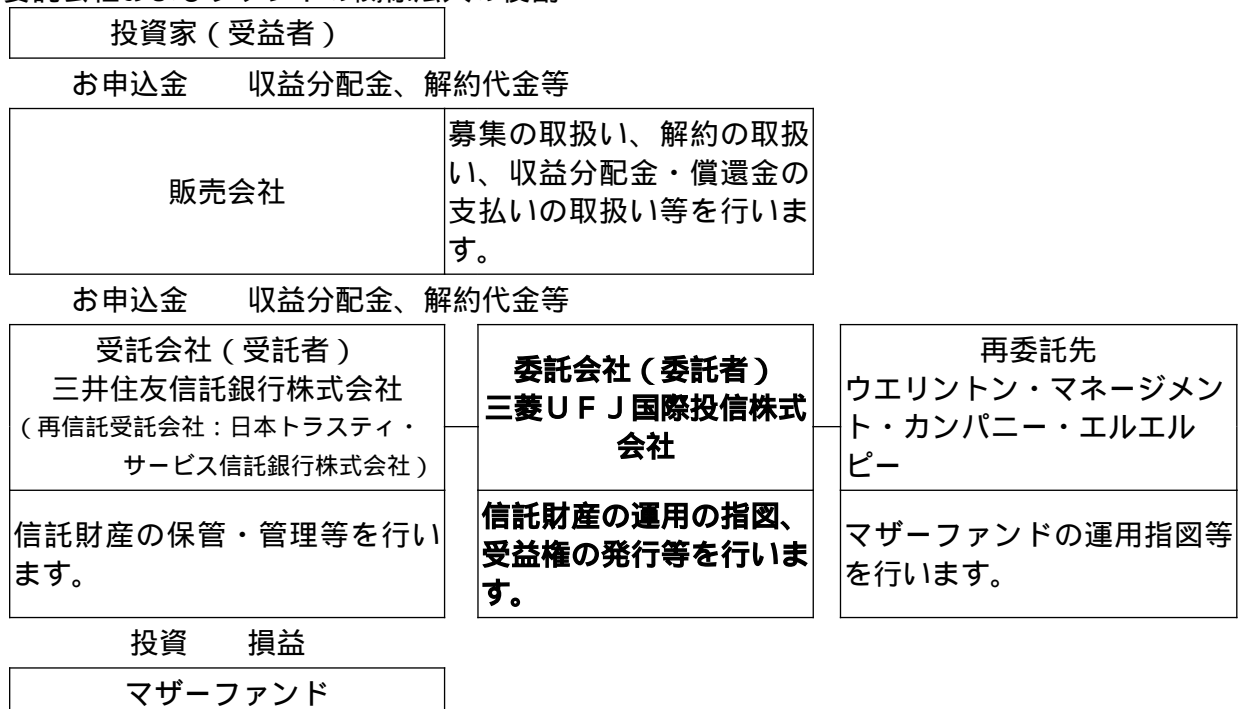 投資家（受益者）
お申込金　収益分配金、解約代金等
販売会社
募集の取扱い、解約の取扱
い、収益分配金・償還金の
支払いの取扱い等を行いま
す。
お申込金　収益分配金、解約代金等
受託会社（受託者）
三井住友信託銀行株式会社
（再信託受託会社：日本トラスティ・
サービス信託銀行株式会社）
委託会社（委託者）
三菱ＵＦＪ国際投信株式
会社
再委託先
ウエリントン・マネージメン
ト・カンパニー・エルエル
ピー
信託財産の保管・管理等を行い
ます。
信託財産の運用の指図、
受益権の発行等を行いま
す。
マザーファンドの運用指図等
を行います。
投資　損益
マザーファンド